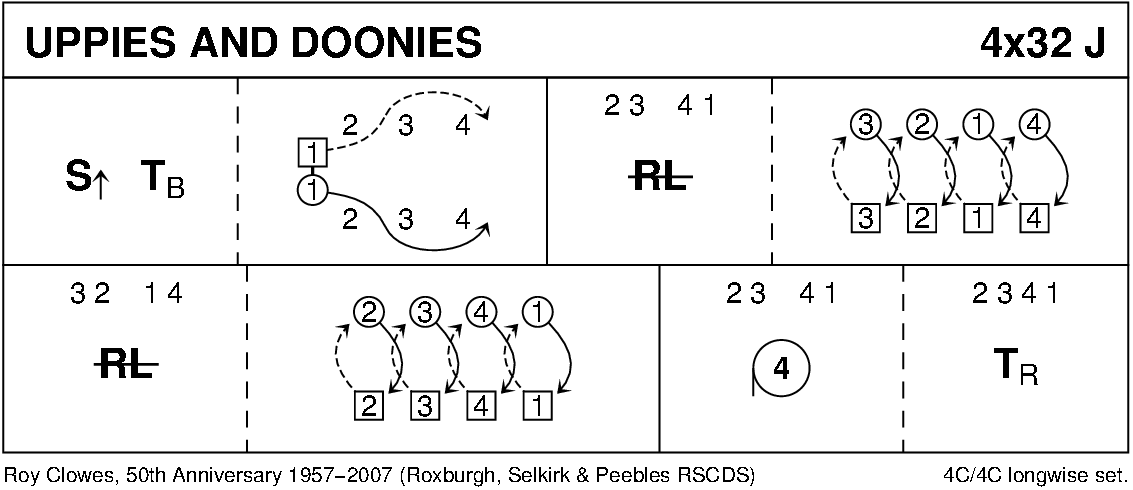 UPPIES AND DOONIES 4x32 J
S↑ TB
2 3 4
1
1
2 3 4
2 3 4 1
RL
3 2 1 4
3 2 1 4
3 2 1 4
RL
2 3 4 1
2 3 4 1
2 3 4 1
4
2 3 4 1
TR
Roy Clowes, 50th Anniversary 1957−2007 (Roxburgh, Selkirk & Peebles RSCDS) 4C/4C longwise set.